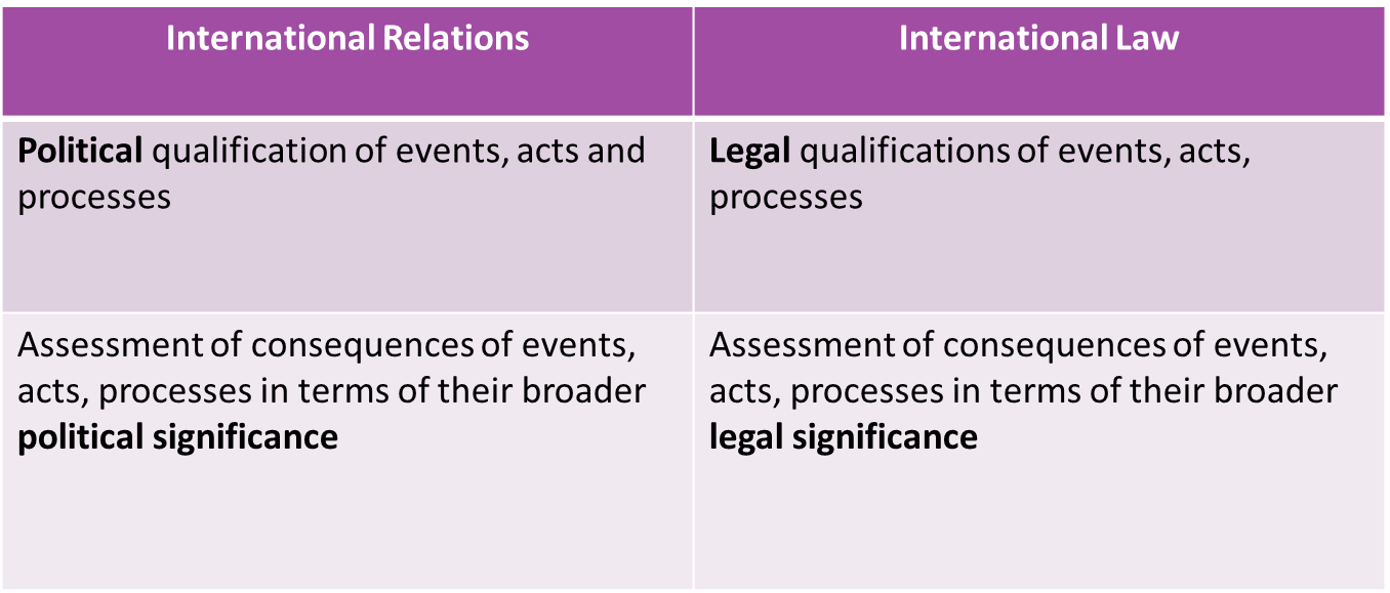 International Relations
International Law
Political qualification of events, acts and
processes
Legal qualifications of events, acts,
processes
Assessment of consequences of events,
acts, processes in terms of their broader
political significance
Assessment of consequences of events,
acts, processes in terms of their broader
legal significance